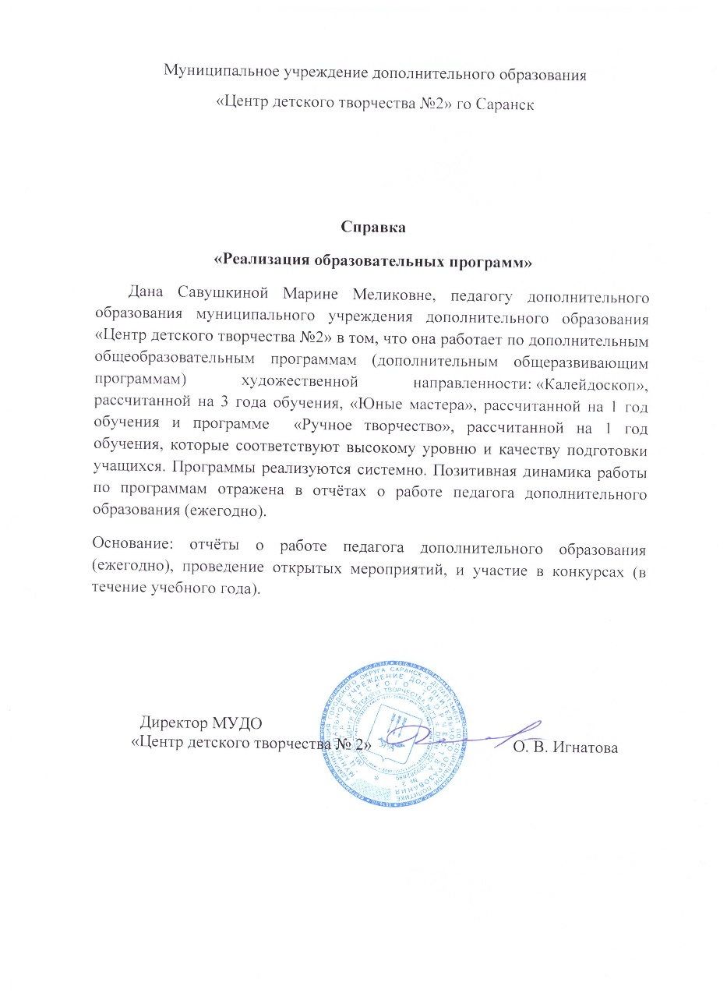 Муниципальное учреждение дополнительного образования
«Центр детского творчества №2» го Саранск
Справка
«Реализация образовательных программ»
Дана Савушкиной Марине Меликовне, педагогу дополнительного
образования муниципального учреждения дополнительного образования
«Центр детского творчества №2» в том, что она работает по дополнительным
общеобразовательным программам (дополнительным общеразвивающим
программам) художественной направленности: «Калейдоскоп»,
рассчитанной на 3 года обучения, «Юные мастера», рассчитанной на 1 год
обучения и программе «Ручное творчество», рассчитанной на 1 год
обучения, которые соответствуют высокому уровню и качеству подготовки
учащихся. Программы реализуются системно. Позитивная динамика работы
по программам отражена в отчётах о работе педагога дополнительного
образования (ежегодно).
Основание: отчёты о работе педагога дополнительного образования
(ежегодно), проведение открытых мероприятий, и участие в конкурсах (в
течение учебного года).
Директор МУДО
«Центр детского творчества № 2»
О. В. Игнатова